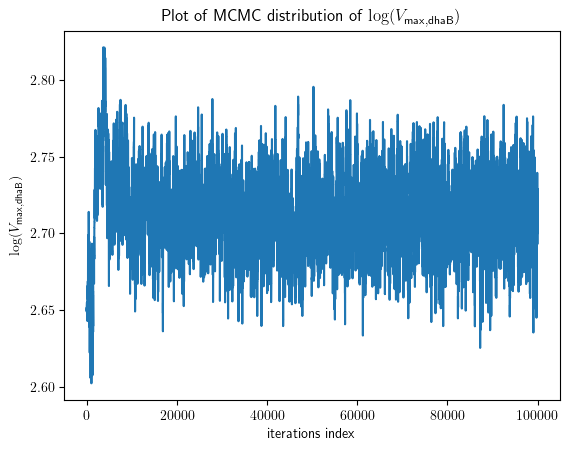 Plot of MCMC distribution of log(V_max,dhaB)
log(V_max,dhaB)
2.80
2.75
2.70
2.65
2.60
0 20000 40000 60000 80000 100000
iterations index